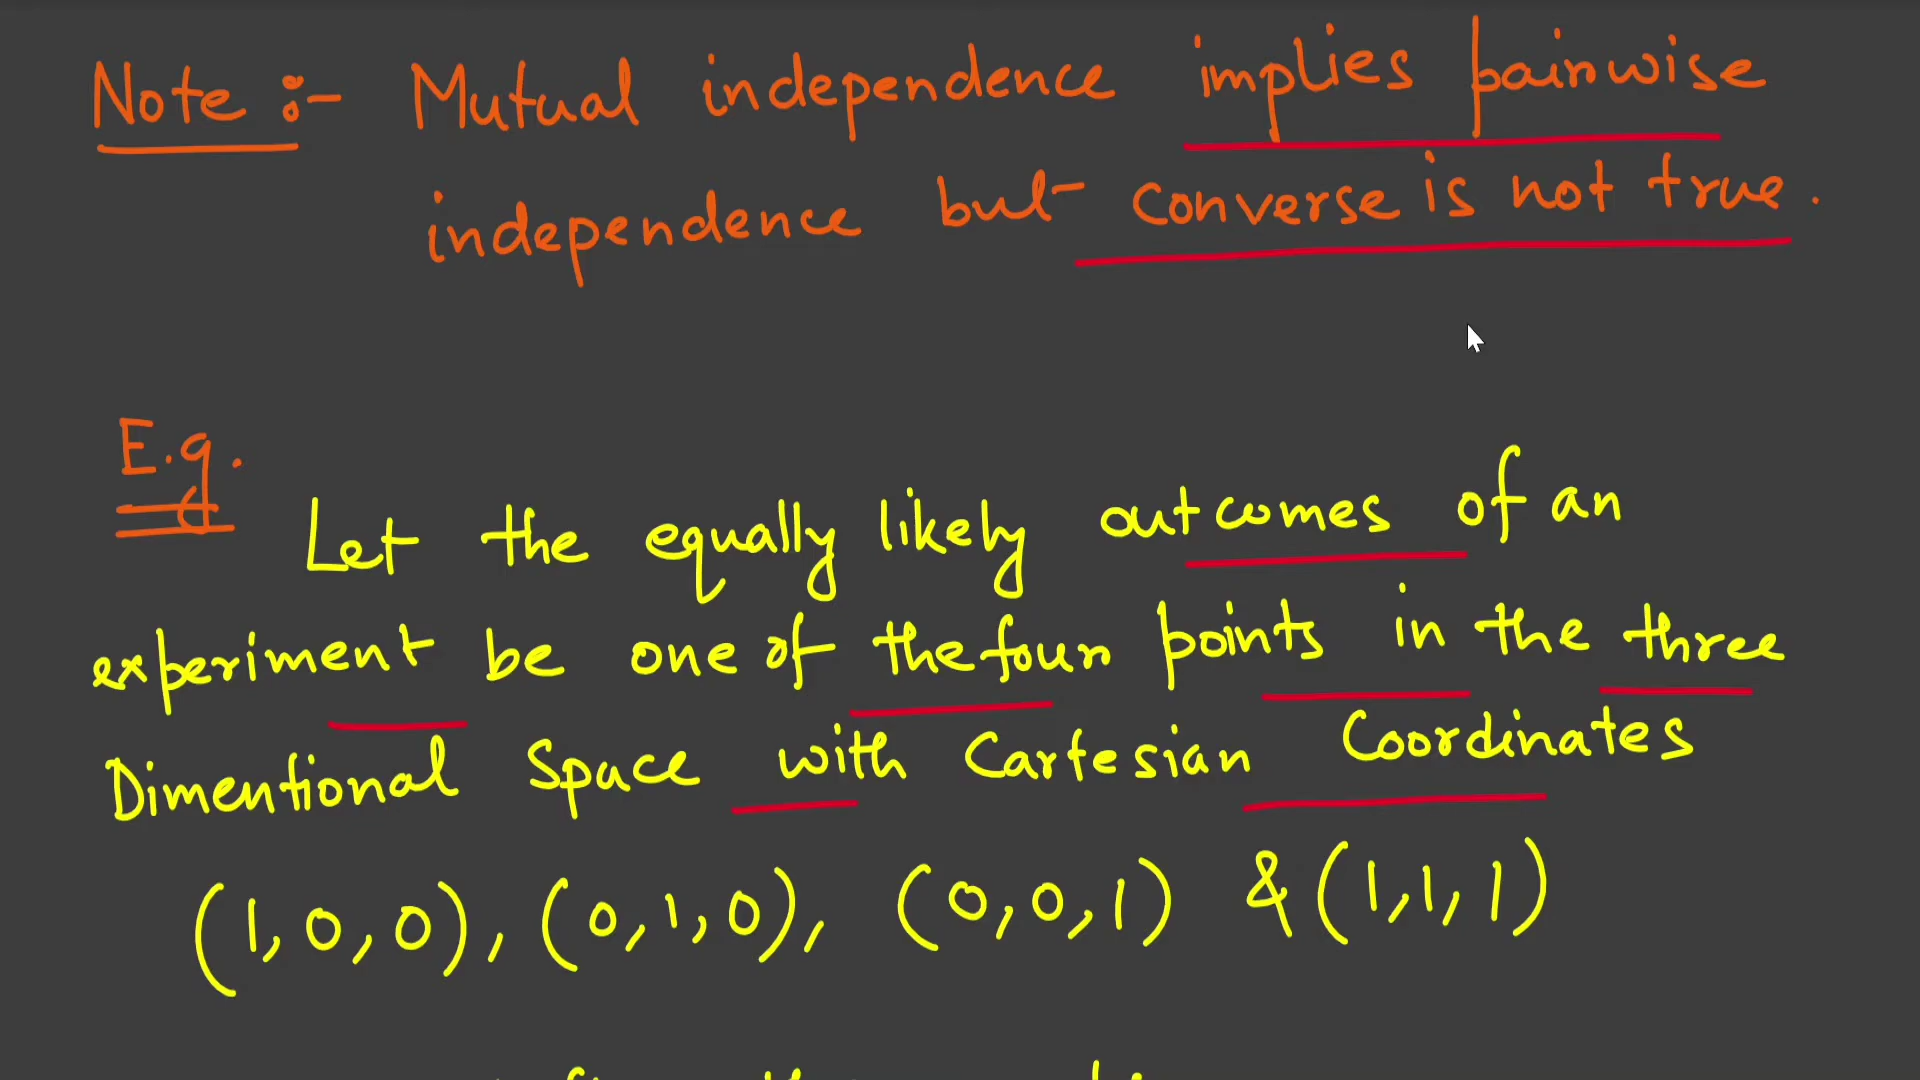 Note :- Mutual independence implies pairwise
independence but converse is not true.
E.g.
Let the equally likely outcomes of an
experiment be one of the four points in the three
Dimentional Space with Cartesian Coordinates
(1,0,0), (0,1,0), (0,0,1) & (1,1,1)